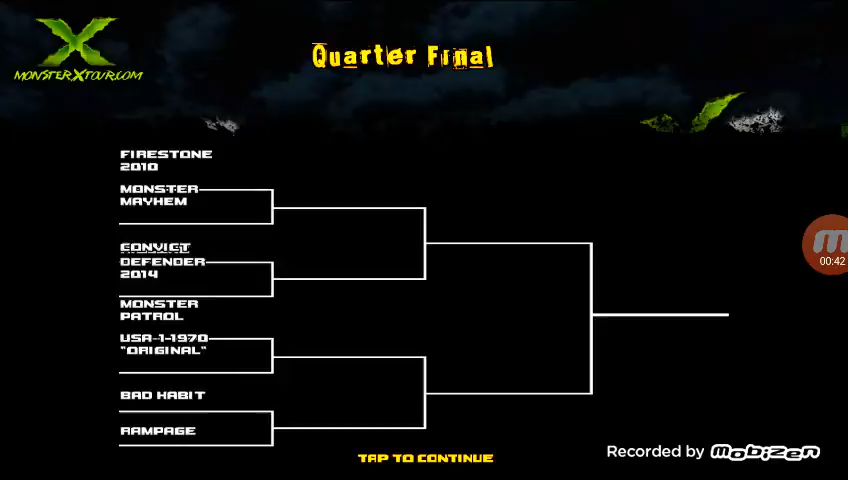 MONSTERXTOUR.COM
Quarter Final
FIRESTONE
2010
MONSTER
MAYHEM
CONVICT
DEFENDER
2014
MONSTER
PATROL
USA-1-1970
"ORIGINAL"
BAD HABIT
RAMPAGE
TAP TO CONTINUE
00:42
Recorded by Mobizen